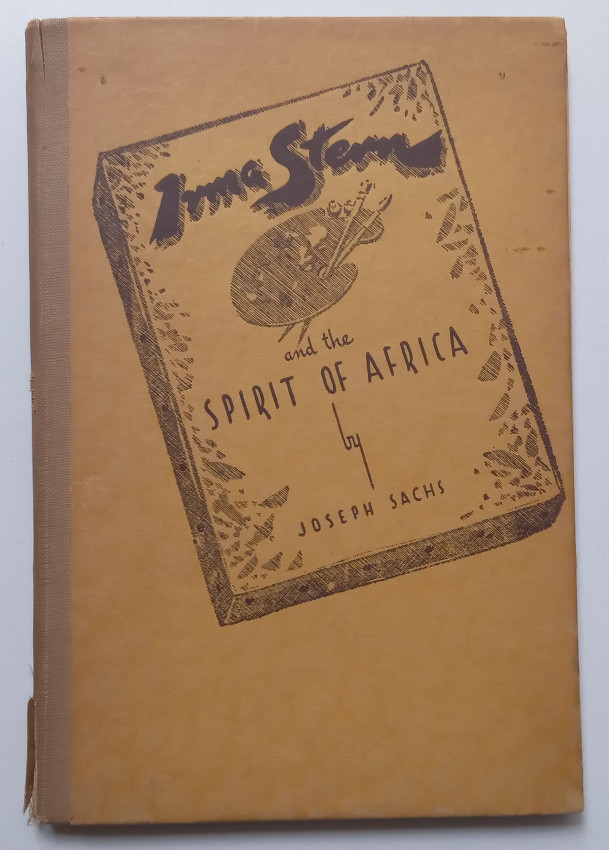 Irma Stern
and the
SPIRIT OF AFRICA
by
JOSEPH SACHS